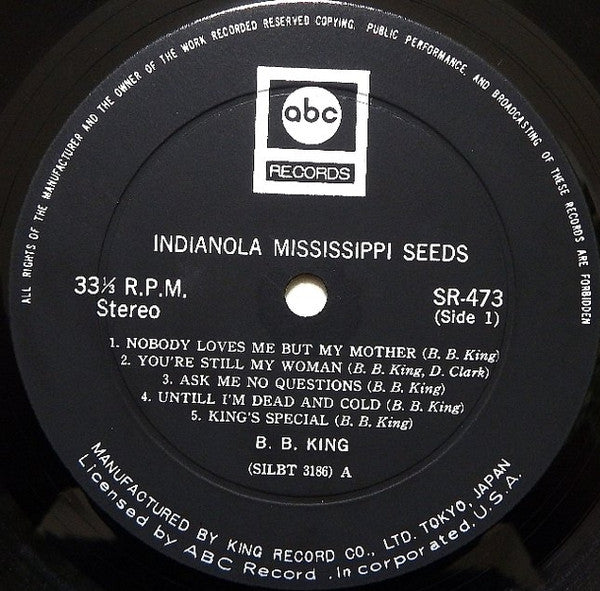 ALL RIGHTS OF THE MANUFACTURER AND THE OWNER OF THE WORK RECORDED RESERVED COPYING, PUBLIC PERFORMANCE, AND BROADCASTING OF THESE RECORDS ARE FORBIDDEN
abc
RECORDS
INDIANOLA MISSISSIPPI SEEDS
33⅓ R.P.M.
Stereo
SR-473
(Side 1)
1. NOBODY LOVES ME BUT MY MOTHER (B. B. King)
2. YOU'RE STILL MY WOMAN (B. B. King, D. Clark)
3. ASK ME NO QUESTIONS (B. B. King)
4. UNTILL I'M DEAD AND COLD (B. B. King)
5. KING'S SPECIAL (B. B. King)
B. B. KING
(SILBT 3186) A
MANUFACTURED BY KING RECORD CO., LTD. TOKYO, JAPAN
Licensed by ABC Record .Incorporated.U.S.A.